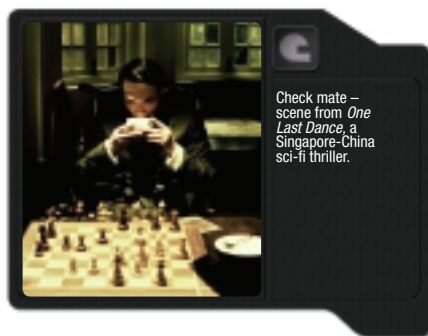 Check mate –
scene from One
Last Dance, a
Singapore-China
sci-fi thriller.